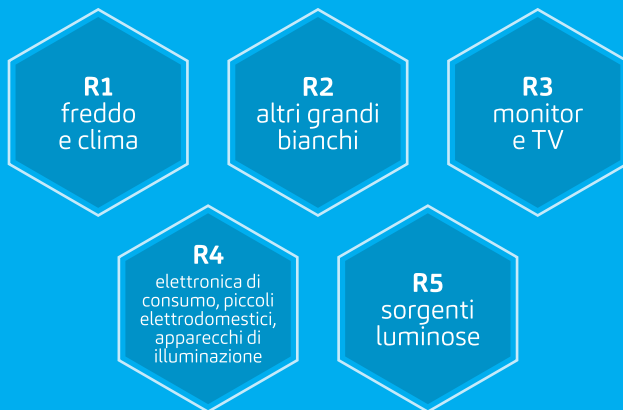 R1
freddo
e clima
R2
altri grandi
bianchi
R3
monitor
e TV
R4
elettronica di
consumo, piccoli
elettrodomestici,
apparecchi di
illuminazione
R5
sorgenti
luminose